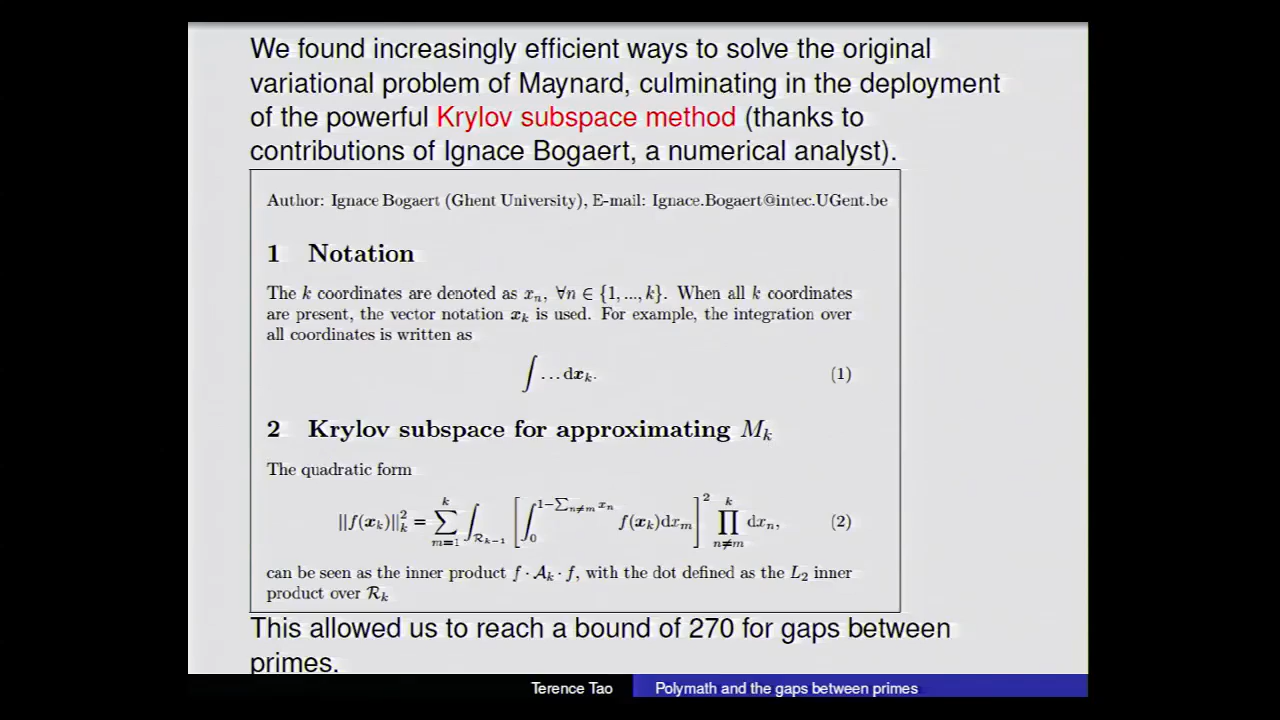 We found increasingly efficient ways to solve the original
variational problem of Maynard, culminating in the deployment
of the powerful Krylov subspace method (thanks to
contributions of Ignace Bogaert, a numerical analyst).
Author: Ignace Bogaert (Ghent University), E-mail: Ignace.Bogaert@intec.UGent.be
1 Notation
The k coordinates are denoted as x_n, ∀n ∈ {1, ..., k}. When all k coordinates
are present, the vector notation x_k is used. For example, the integration over
all coordinates is written as
∫ ... dx_k. (1)
2 Krylov subspace for approximating M_k
The quadratic form
||f(x_k)||_k^2 = ∑_{m=1}^{k} ∫_{R_{k−1}} [∫_0^{1−∑_{n≠m} x_n} f(x_k)dx_m]^2 ∏_{n≠m}^{k} dx_n, (2)
can be seen as the inner product f · A_k · f, with the dot defined as the L_2 inner
product over R_k
This allowed us to reach a bound of 270 for gaps between
primes.
Terence Tao Polymath and the gaps between primes